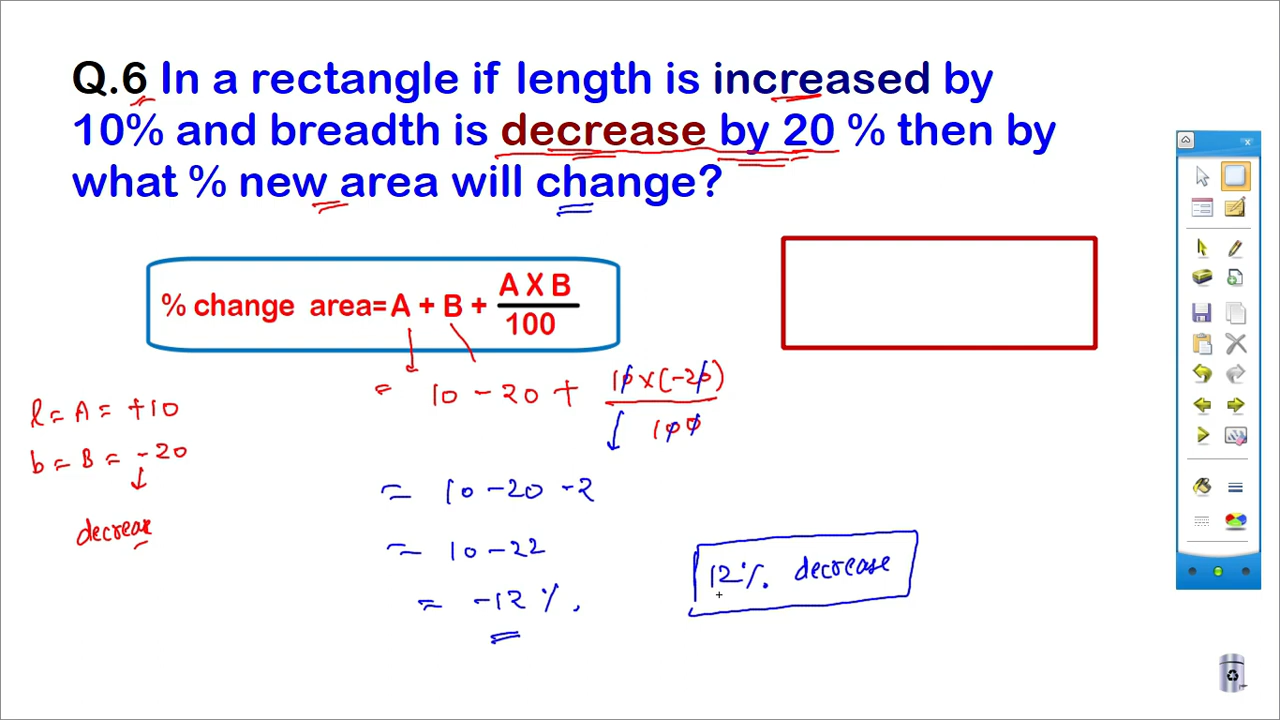 Q.6 In a rectangle if length is increased by
10% and breadth is decrease by 20 % then by
what % new area will change?
% change area= A + B + A X B / 100
= 10 - 20 + 10 x (-20) / 100
l = A = +10
b = B = -20
decrease
= 10 - 20 - 2
= 10 - 22
= -12 %.
12% decrease